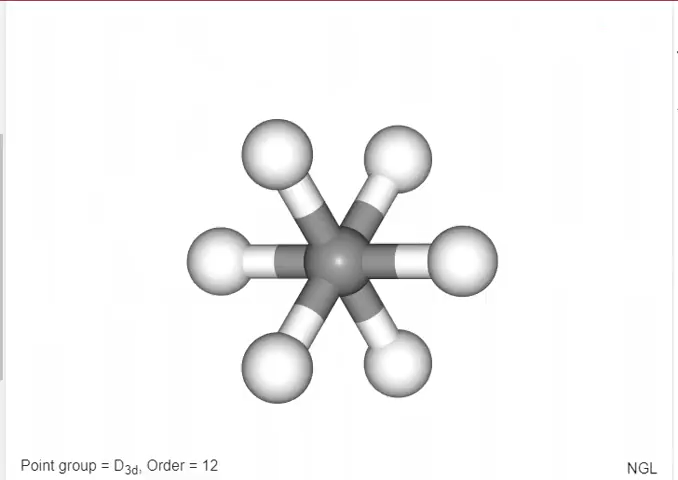 Point group = D3d, Order = 12
NGL